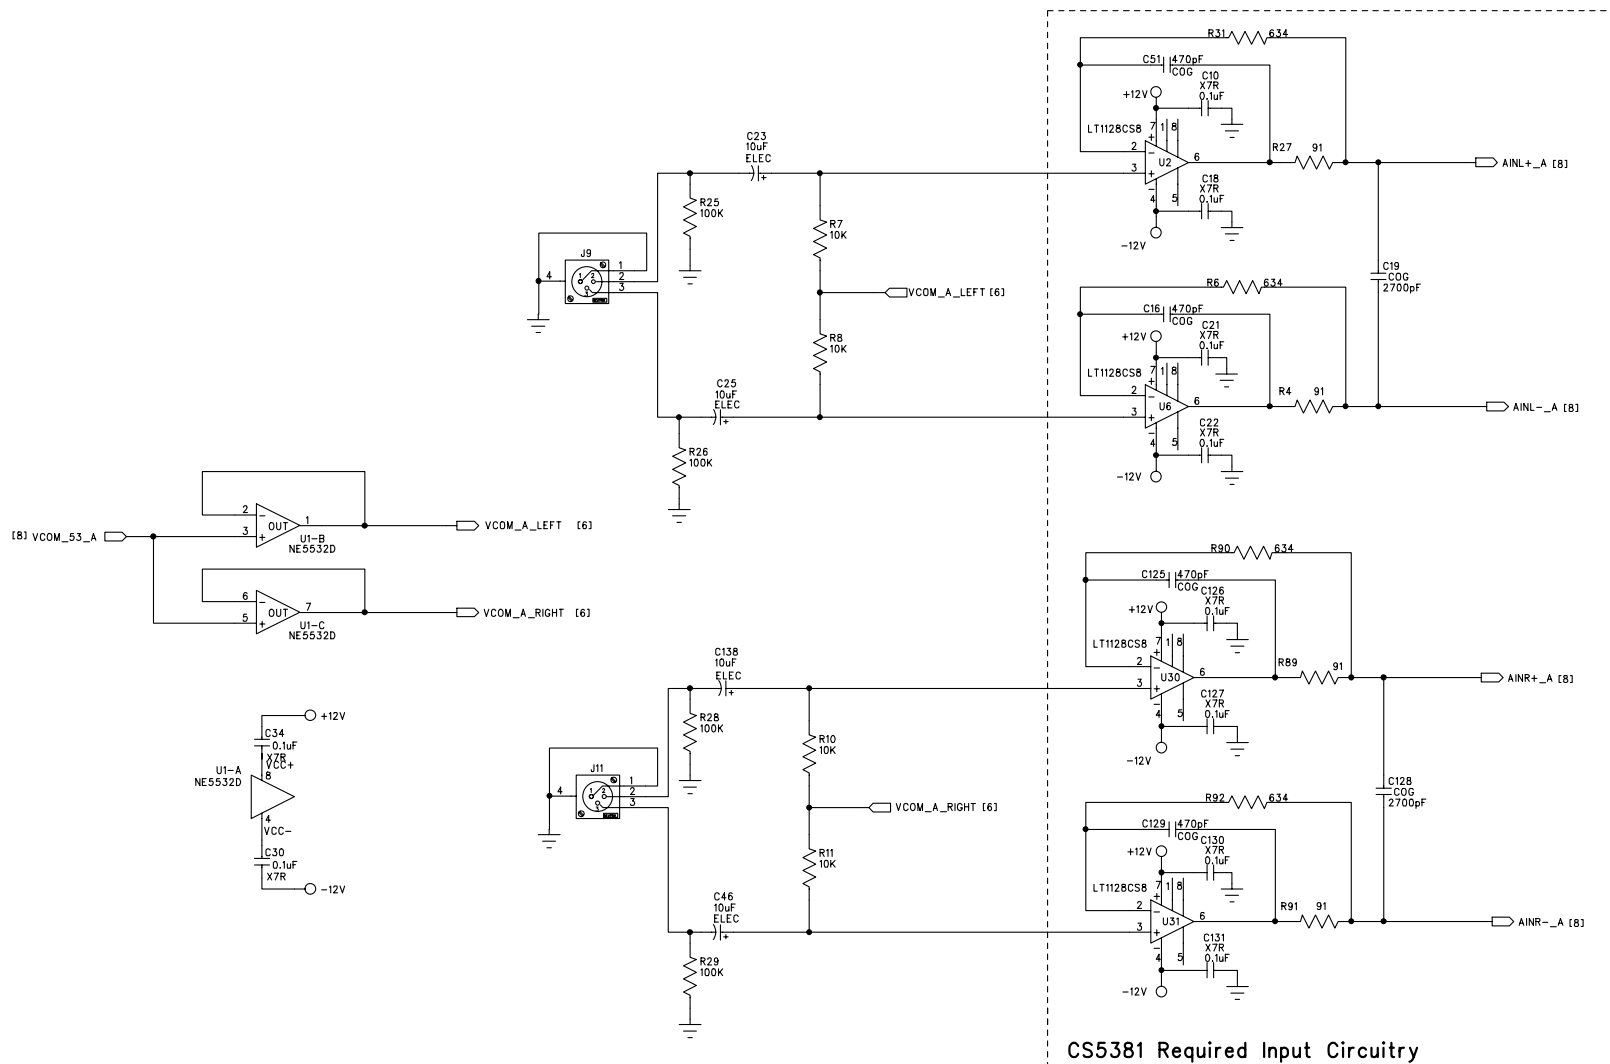 R31 634
C51 470pF
COG
C10
X7R
0.1uF
+12V
7 1 8
+
LT1128CS8
2 -
U2
6
3 +
-
4 5
C18
X7R
0.1uF
-12V
R27 91
AINL+_A [8]
C23
10uF
ELEC
+
R25
100K
R7
10K
J9
4
1
2
3
1 2
3
VCOM_A_LEFT [6]
R8
10K
C25
10uF
ELEC
+
R26
100K
C19
COG
2700pF
R6 634
C16 470pF
COG
C21
X7R
0.1uF
+12V
7 1 8
+
LT1128CS8
2 -
U6
6
3 +
-
4 5
C22
X7R
0.1uF
-12V
R4 91
AINL-_A [8]
[8] VCOM_53_A
2 -
OUT
1
3 +
U1-B
NE5532D
VCOM_A_LEFT [6]
6 -
OUT
7
5 +
U1-C
NE5532D
VCOM_A_RIGHT [6]
+12V
C34
0.1uF
X7R
VCC+
8
U1-A
NE5532D
4
VCC-
C30
0.1uF
X7R
-12V
C138
10uF
ELEC
+
R28
100K
R10
10K
J11
4
1
2
3
1 2
3
VCOM_A_RIGHT [6]
R11
10K
C46
10uF
ELEC
+
R29
100K
R90 634
C125 470pF
COG
C126
X7R
0.1uF
+12V
7 1 8
+
LT1128CS8
2 -
U30
6
3 +
-
4 5
C127
X7R
0.1uF
-12V
R89 91
AINR+_A [8]
C128
COG
2700pF
R92 634
C129 470pF
COG
C130
X7R
0.1uF
+12V
7 1 8
+
LT1128CS8
2 -
U31
6
3 +
-
4 5
C131
X7R
0.1uF
-12V
R91 91
AINR-_A [8]
CS5381 Required Input Circuitry